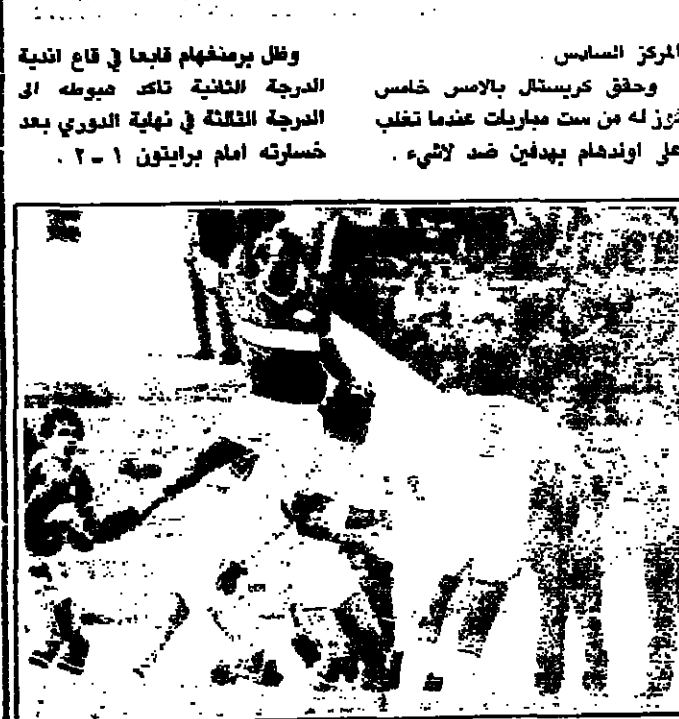 المركز السادس .
وحقق كريستال بالامس خامس
فوز له من ست مباريات عندما تغلب
على اولدهام بهدفين ضد لاشيء .
وظل برمنغهام قابعا في قاع اندية
الدرجة الثانية تاكد هبوطه الى
الدرجة الثالثة في نهاية الدوري بعد
خسارته امام برايتون ١ - ٢ .